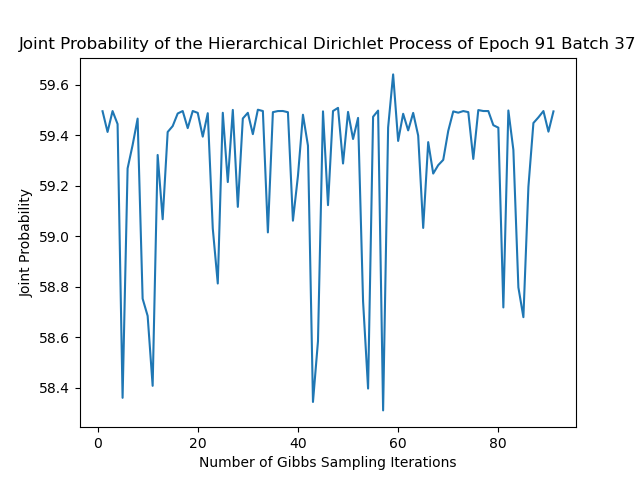 Joint Probability of the Hierarchical Dirichlet Process of Epoch 91 Batch 37
59.6
59.4
59.2
59.0
58.8
58.6
58.4
Joint Probability
0 20 40 60 80
Number of Gibbs Sampling Iterations